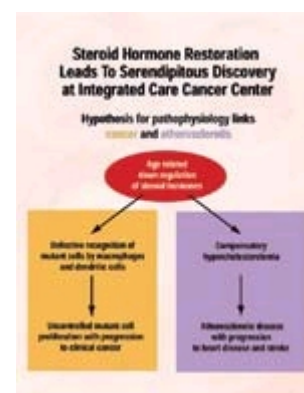 Steroid Hormone Restoration
Leads To Serendipitous Discovery
at Integrated Care Cancer Center
Hypothesis for pathophysiology links
cancer and atherosclerosis
Age related
down regulation
of steroid hormones
Defective recognition of
mutant cells by macrophages
and dendritic cells
Compensatory
hypercholesterolemia
Uncontrolled mutant cell
proliferation with progression
to clinical cancer
Atherosclerotic disease
with progression
to heart disease and stroke